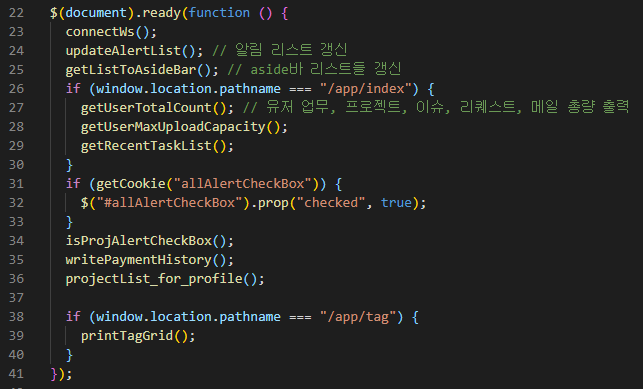 22 $(document).ready(function () {
23 connectWs();
24 updateAlertList(); // 알림 리스트 갱신
25 getListToAsideBar(); // aside바 리스트들 갱신
26 if (window.location.pathname === "/app/index") {
27 getUserTotalCount(); // 유저 업무, 프로젝트, 이슈, 리퀘스트, 메일 총량 출력
28 getUserMaxUploadCapacity();
29 getRecentTaskList();
30 }
31 if (getCookie("allAlertCheckBox")) {
32 $("#allAlertCheckBox").prop("checked", true);
33 }
34 isProjAlertCheckBox();
35 writePaymentHistory();
36 projectList_for_profile();
37
38 if (window.location.pathname === "/app/tag") {
39 printTagGrid();
40 }
41 });